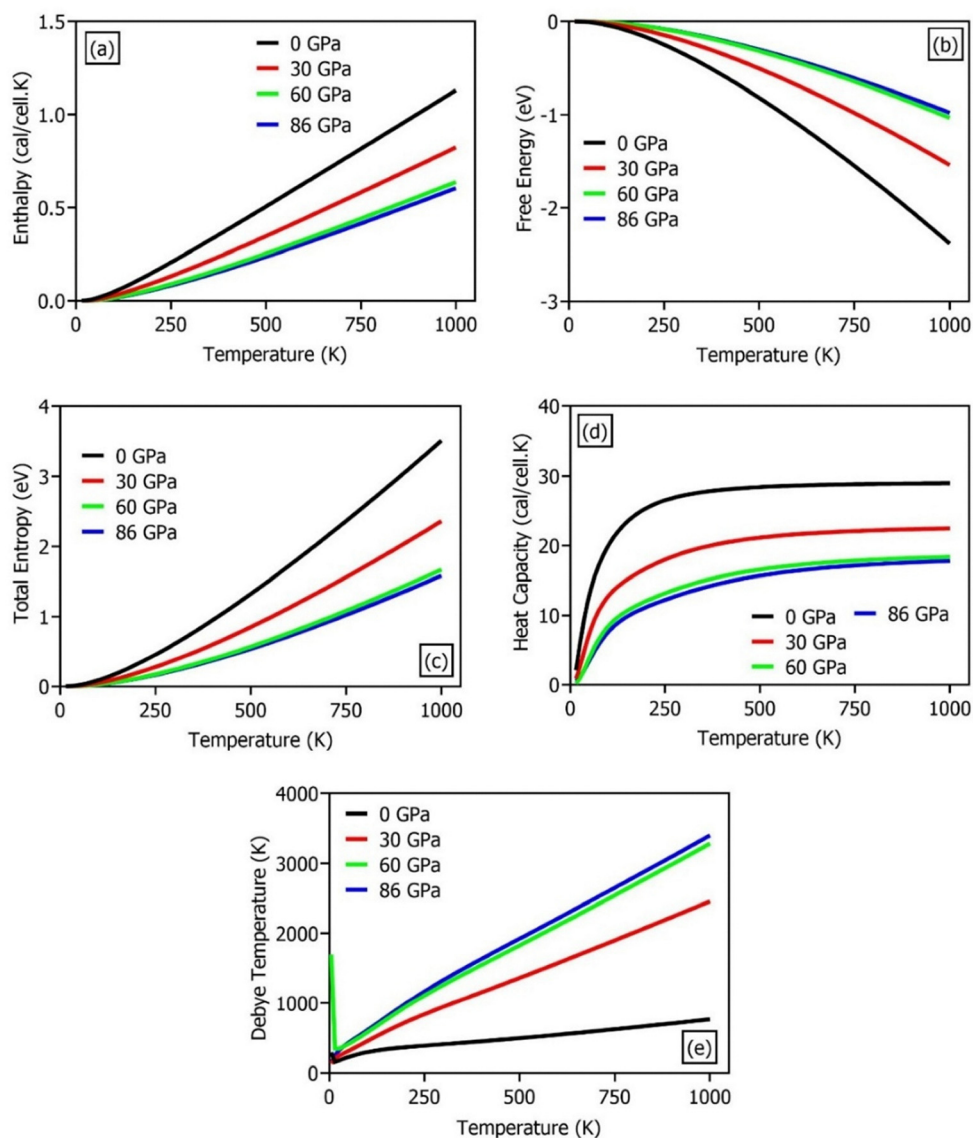 (a)
0 GPa
30 GPa
60 GPa
86 GPa
Enthalpy (cal/cell.K)
1.5
1.0
0.5
0.0
0 250 500 750 1000
Temperature (K)
(b)
0 GPa
30 GPa
60 GPa
86 GPa
Free Energy (eV)
-0
-1
-2
-3
0 250 500 750 1000
Temperature (K)
(c)
0 GPa
30 GPa
60 GPa
86 GPa
Total Entropy (eV)
4
3
2
1
0
0 250 500 750 1000
Temperature (K)
(d)
0 GPa 86 GPa
30 GPa
60 GPa
Heat Capacity (cal/cell.K)
40
30
20
10
0
0 250 500 750 1000
Temperature (K)
(e)
0 GPa
30 GPa
60 GPa
86 GPa
Debye Temperature (K)
4000
3000
2000
1000
0
0 250 500 750 1000
Temperature (K)